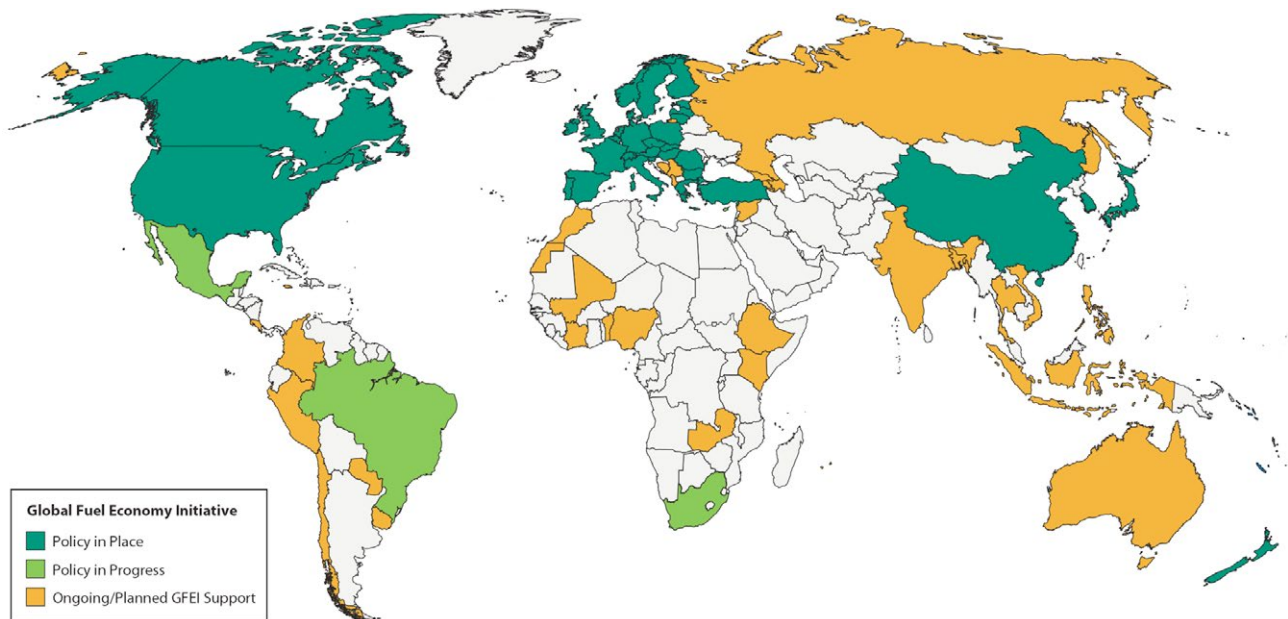 Global Fuel Economy Initiative
Policy in Place
Policy in Progress
Ongoing/Planned GFEI Support